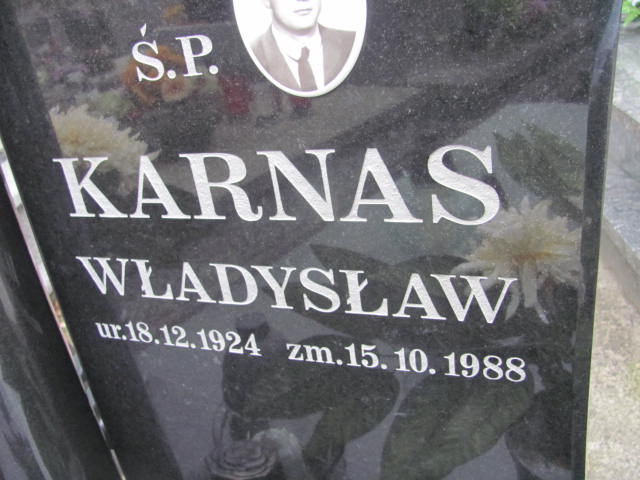 Ś.P.
KARNAS
WŁADYSŁAW
ur.18.12.1924 zm.15.10.1988